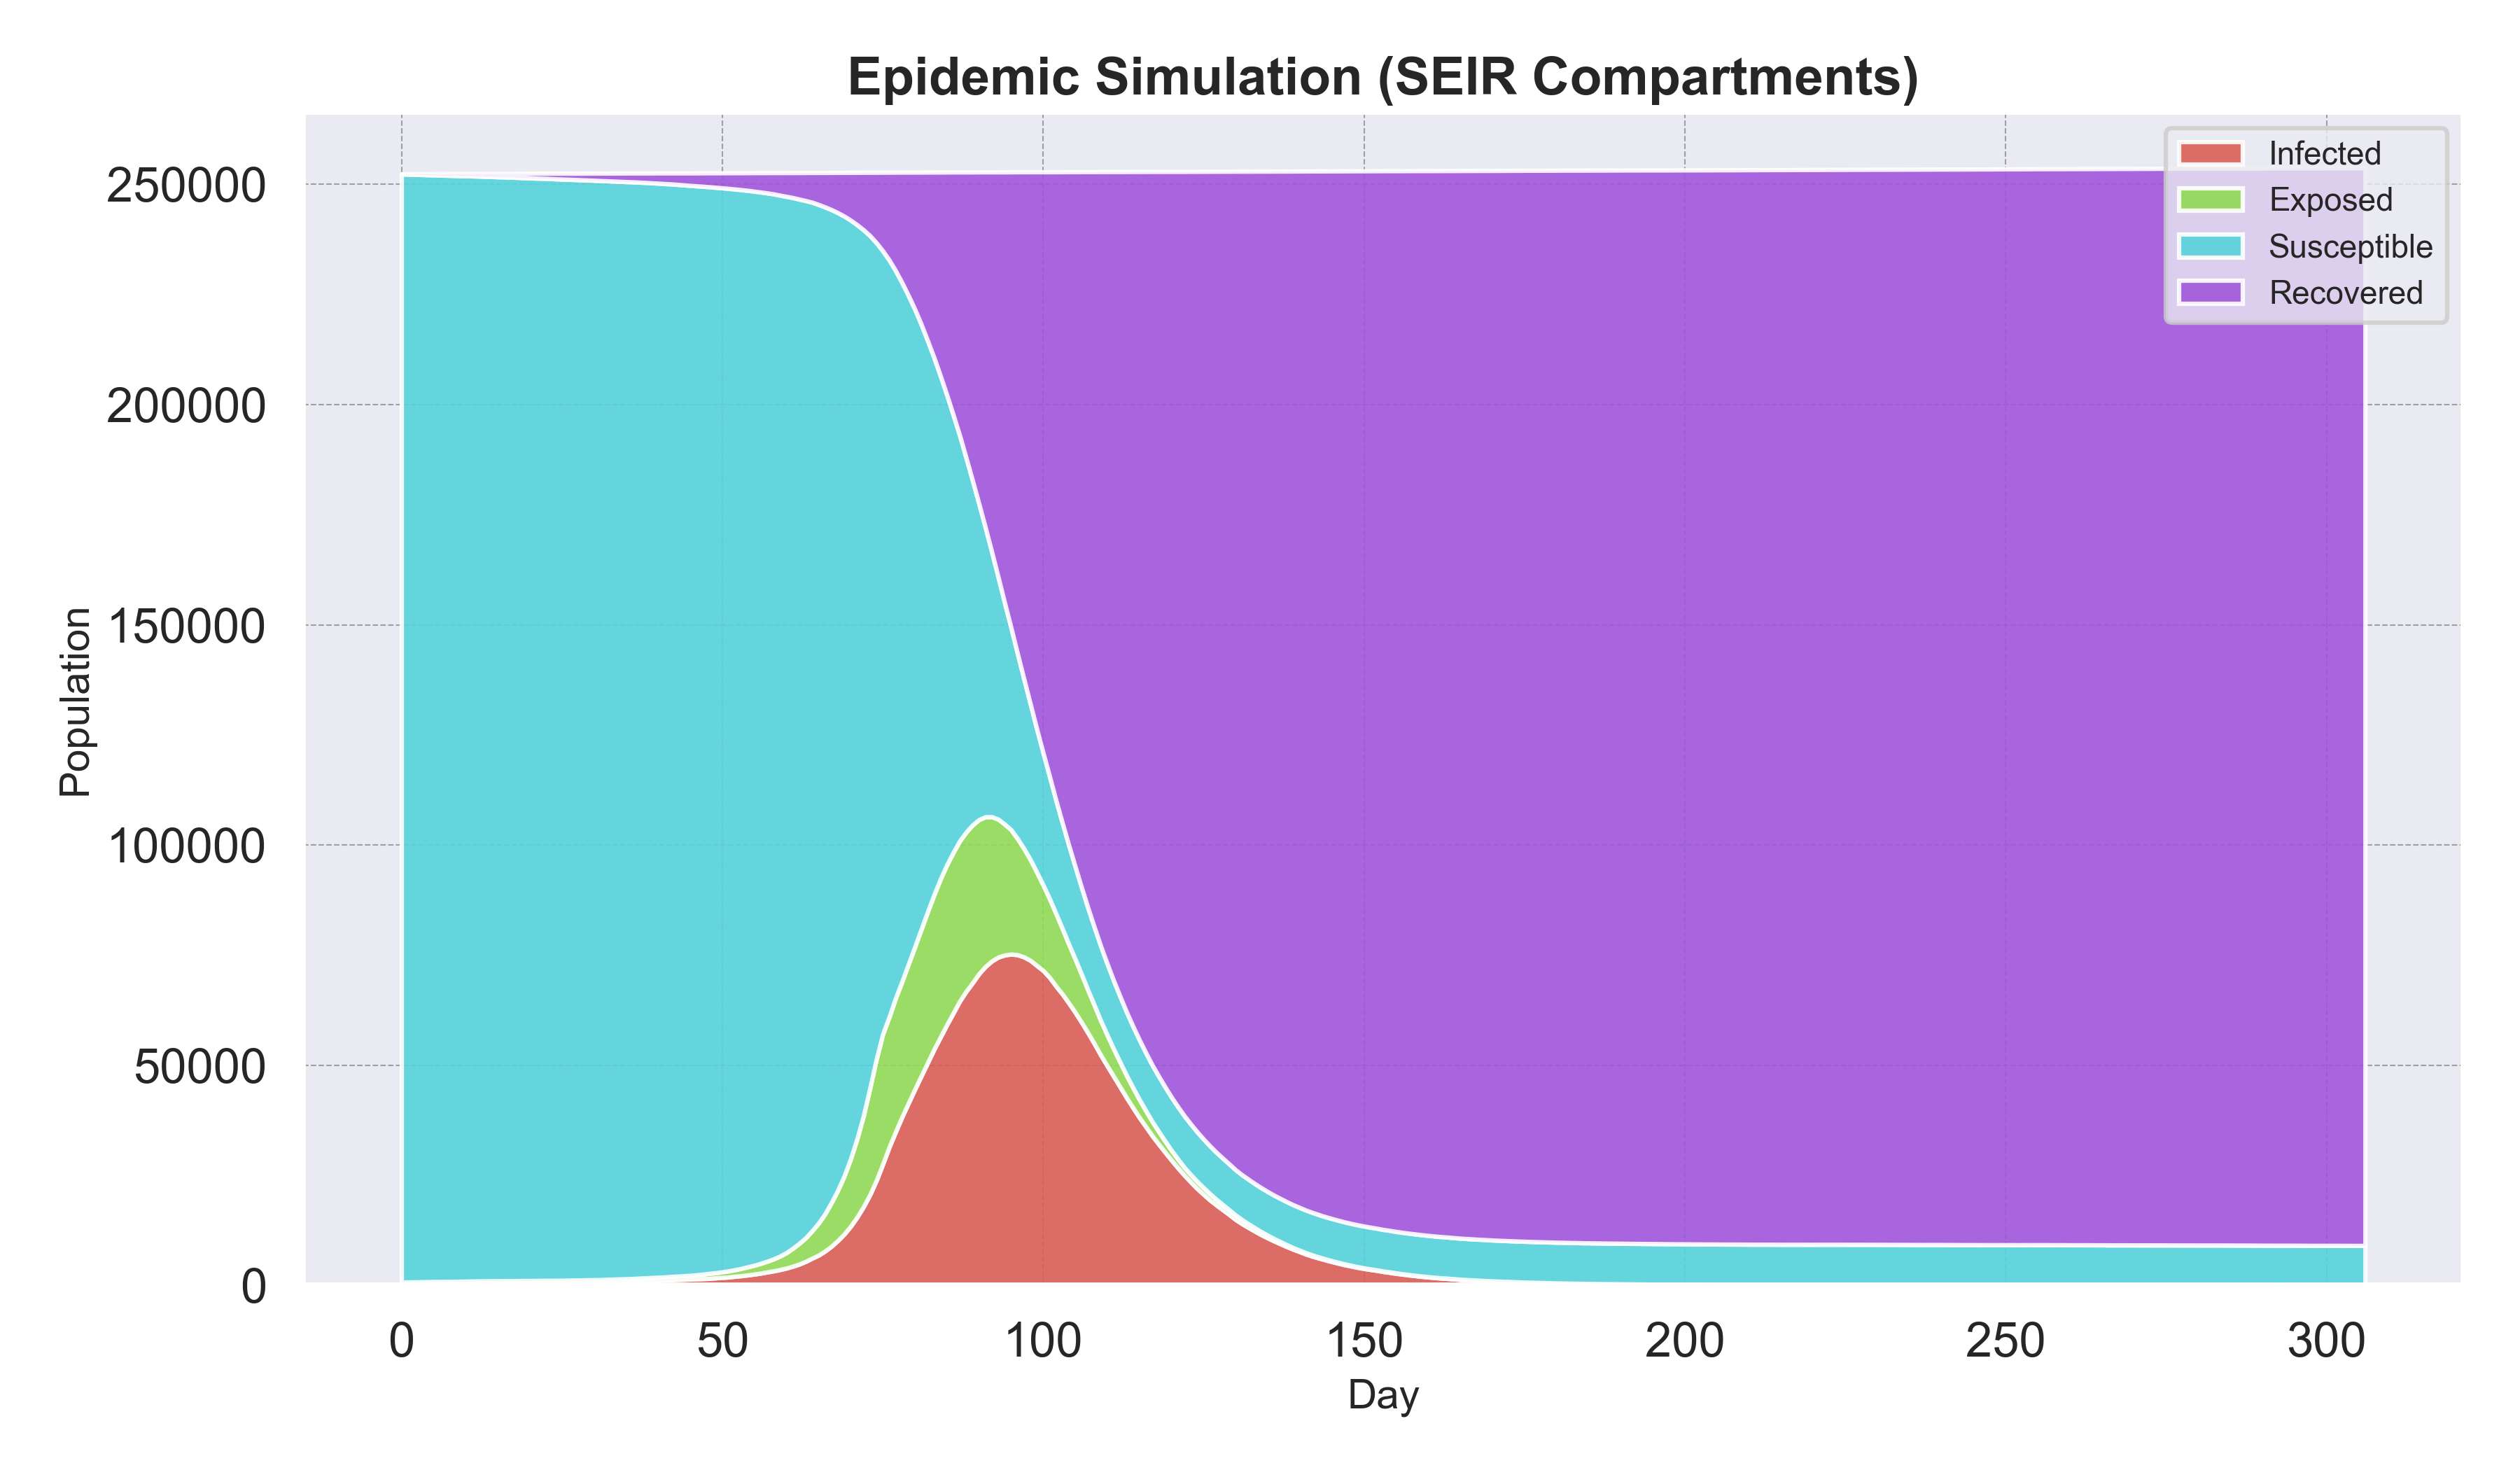 Epidemic Simulation (SEIR Compartments)
Infected
Exposed
Susceptible
Recovered
Population
250000
200000
150000
100000
50000
0
0
50
100
150
200
250
300
Day